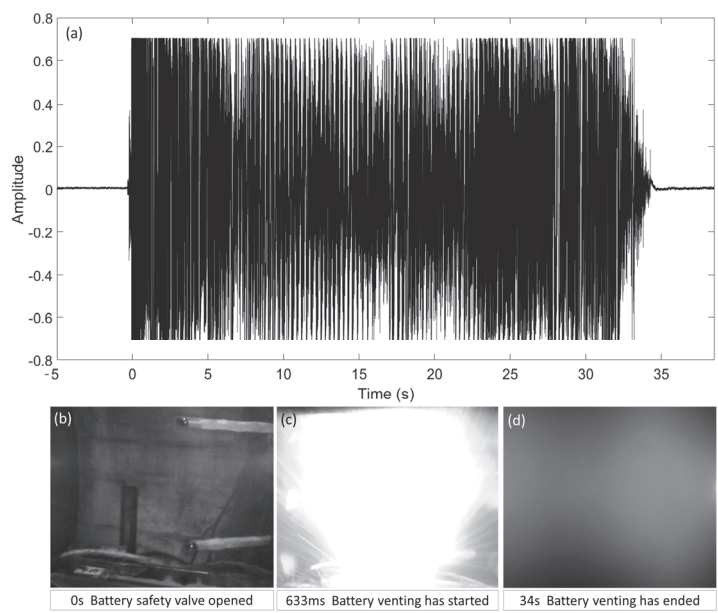 (a)
0.8
0.6
0.4
0.2
0
-0.2
-0.4
-0.6
-0.8
Amplitude
-5 0 5 10 15 20 25 30 35
Time (s)
(b) (c) (d)
0s Battery safety valve opened
633ms Battery venting has started
34s Battery venting has ended